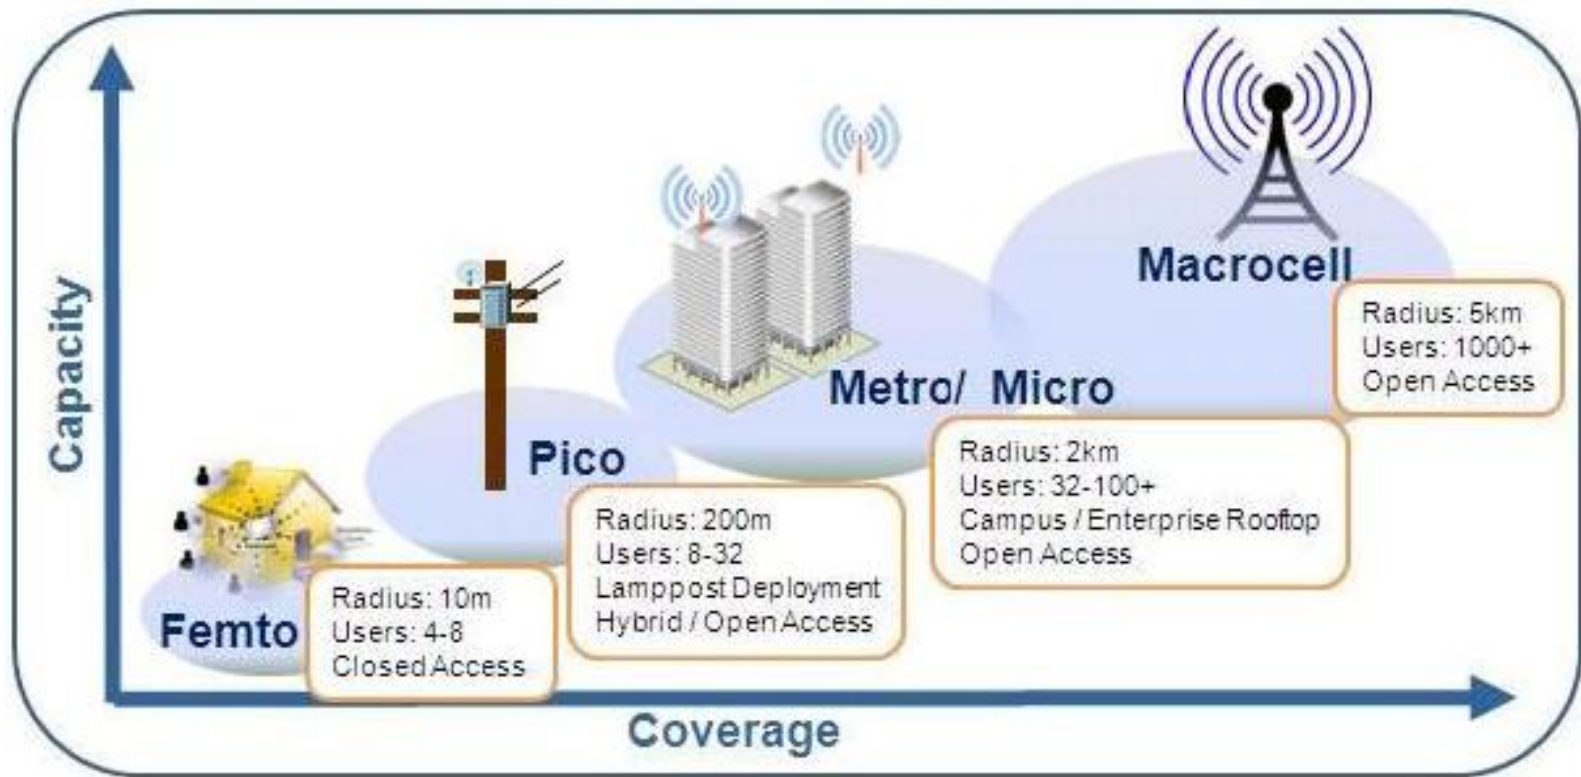 Capacity
Macrocell
Radius: 5km
Users: 1000+
Open Access
Metro/ Micro
Radius: 2km
Users: 32-100+
Campus / Enterprise Rooftop
Open Access
Pico
Radius: 200m
Users: 8-32
Lamppost Deployment
Hybrid / Open Access
Femto
Radius: 10m
Users: 4-8
Closed Access
Coverage